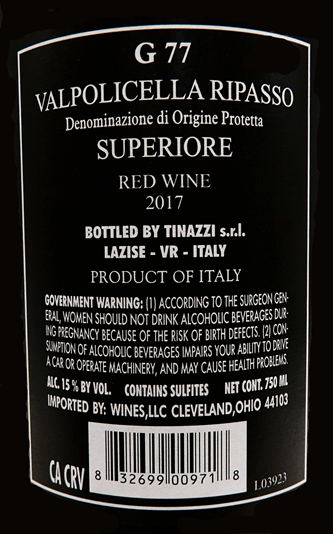 G 77
VALPOLICELLA RIPASSO
Denominazione di Origine Protetta
SUPERIORE
RED WINE
2017
BOTTLED BY TINAZZI s.r.l.
LAZISE - VR - ITALY
PRODUCT OF ITALY
GOVERNMENT WARNING: (1) ACCORDING TO THE SURGEON GEN-
ERAL, WOMEN SHOULD NOT DRINK ALCOHOLIC BEVERAGES DUR-
ING PREGNANCY BECAUSE OF THE RISK OF BIRTH DEFECTS. (2) CON-
SUMPTION OF ALCOHOLIC BEVERAGES IMPAIRS YOUR ABILITY TO DRIVE
A CAR OR OPERATE MACHINERY, AND MAY CAUSE HEALTH PROBLEMS.
ALC. 15 % BY VOL. CONTAINS SULFITES NET CONT. 750 ML
IMPORTED BY: WINES,LLC CLEVELAND,OHIO 44103
CA CRV 8 32699 00971 8 L03923